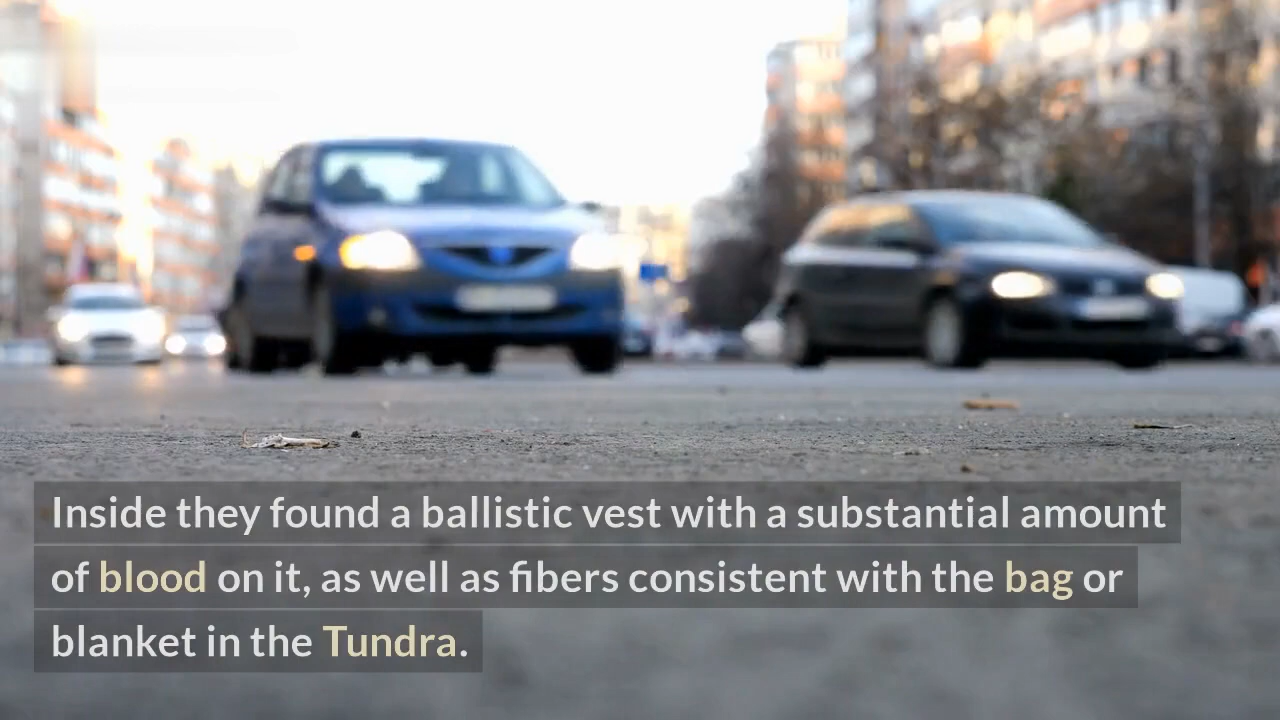 Inside they found a ballistic vest with a substantial amount
of blood on it, as well as fibers consistent with the bag or
blanket in the Tundra.